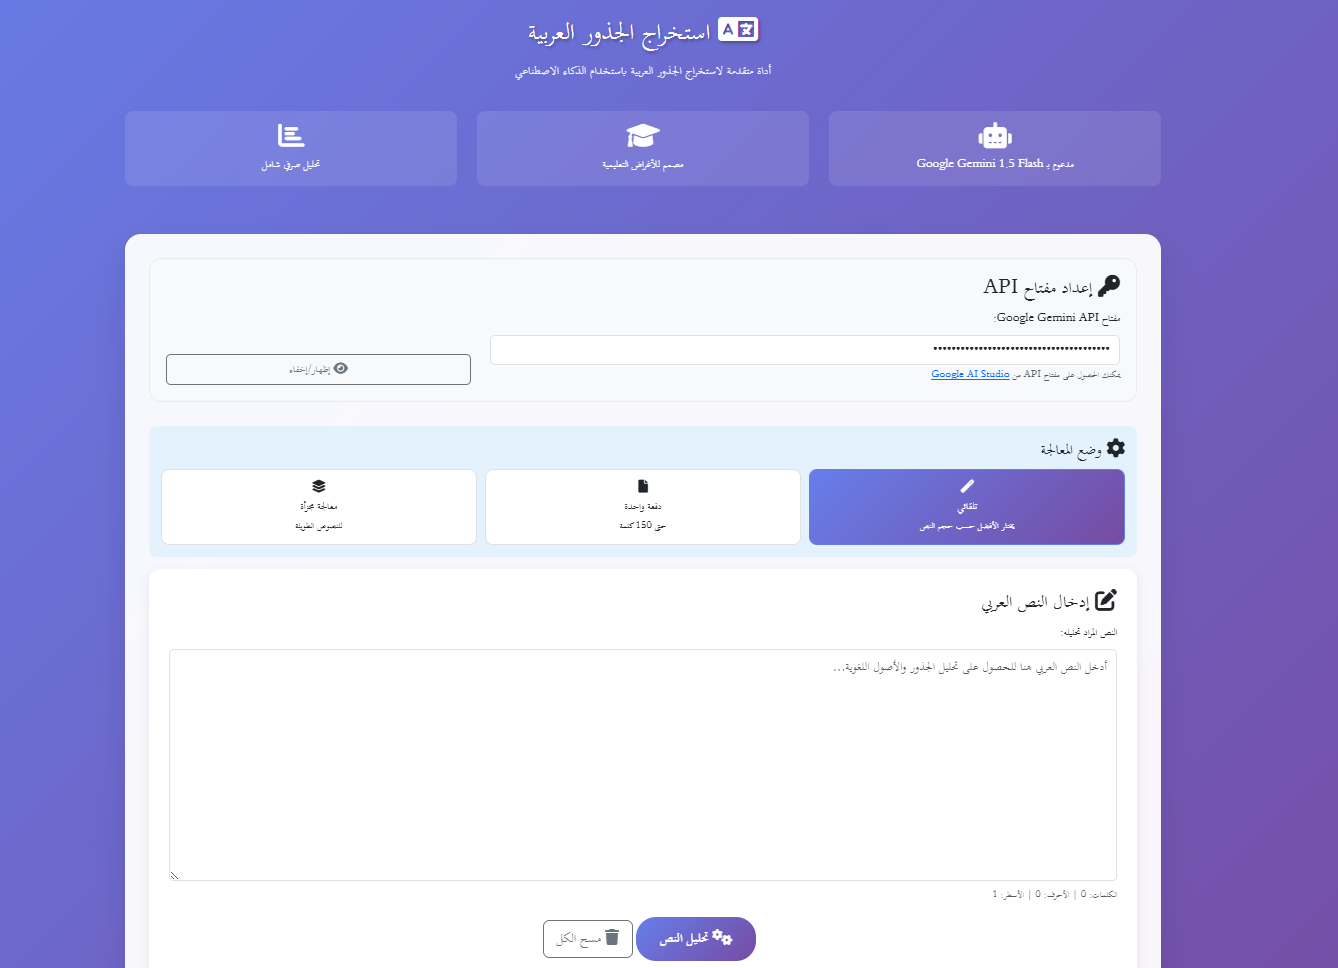 استخراج الجذور العربية
أداة متقدمة لاستخراج الجذور العربية باستخدام الذكاء الاصطناعي
مدعوم بـ Google Gemini 1.5 Flash
مصمم للأغراض التعليمية
تحليل صرفي شامل
إعداد مفتاح API
مفتاح Google Gemini API:
••••••••••••••••••••••••••••••••••••••
إظهار/إخفاء
يمكنك الحصول على مفتاح API من Google AI Studio
وضع المعالجة
تلقائي
يختار الأفضل حسب حجم النص
دفعة واحدة
حتى 150 كلمة
معالجة مجزأة
للنصوص الطويلة
إدخال النص العربي
النص المراد تحليله:
أدخل النص العربي هنا للحصول على تحليل الجذور والأصول اللغوية...
الكلمات: 0 | الأحرف: 0 | الأسطر: 1
تحليل النص
مسح الكل